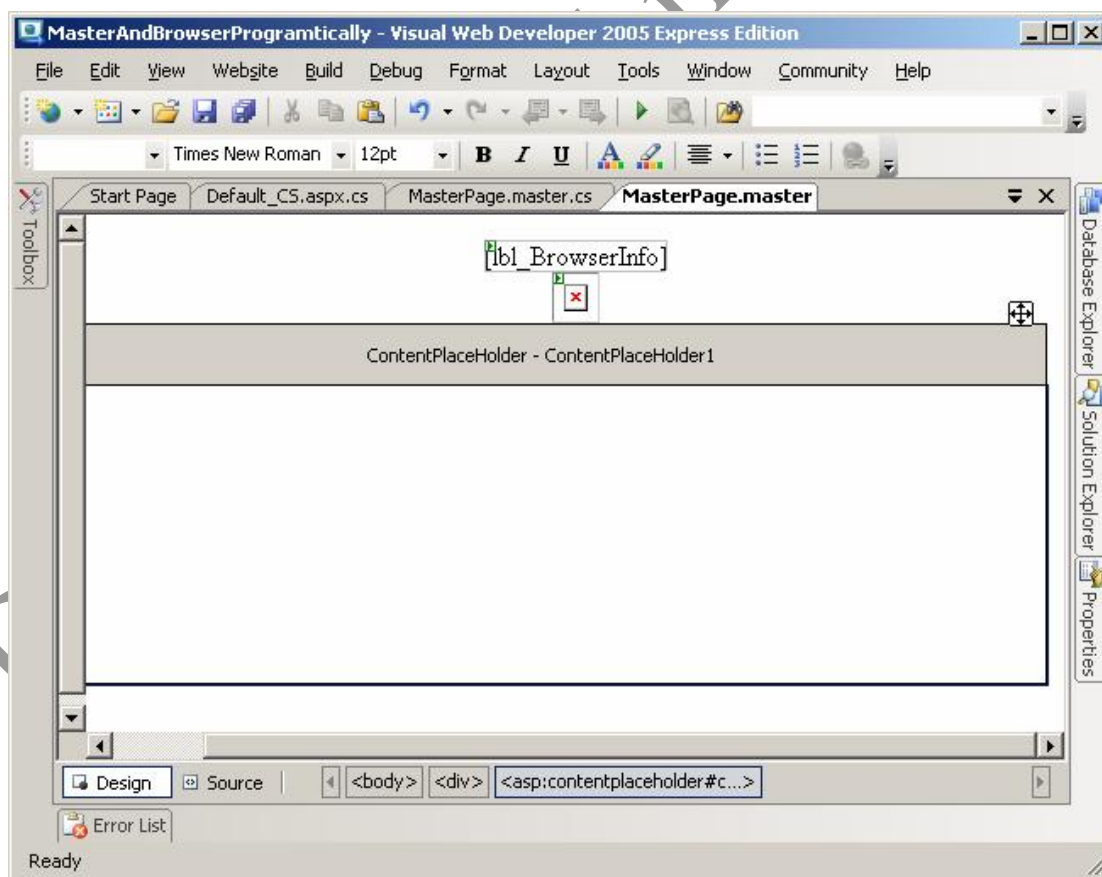 MasterAndBrowserProgramtically - Visual Web Developer 2005 Express Edition
File Edit View Website Build Debug Format Layout Tools Window Community Help
Times New Roman 12pt B I U A
Start Page Default_CS.aspx.cs MasterPage.master.cs MasterPage.master
Toolbox
[lbl_BrowserInfo]
ContentPlaceHolder - ContentPlaceHolder1
Database Explorer
Solution Explorer
Properties
Design Source <body> <div> <asp:contentplaceholder#c...>
Error List
Ready